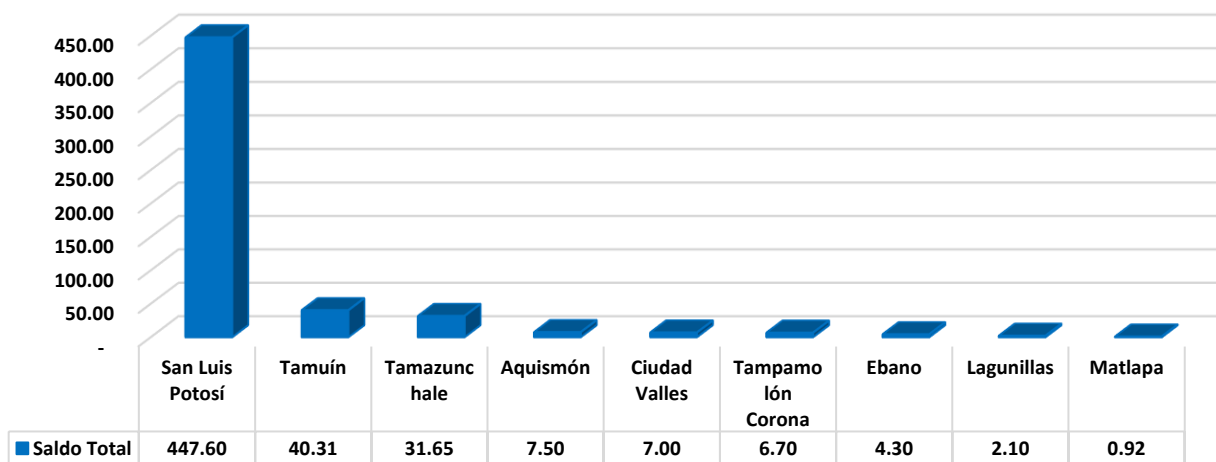 450.00
400.00
350.00
300.00
250.00
200.00
150.00
100.00
50.00
-
San Luis
Potosí
Tamuín
Tamazunc
hale
Aquismón
Ciudad
Valles
Tampamo
lón
Corona
Ebano
Lagunillas
Matlapa
Saldo Total 447.60 40.31 31.65 7.50 7.00 6.70 4.30 2.10 0.92